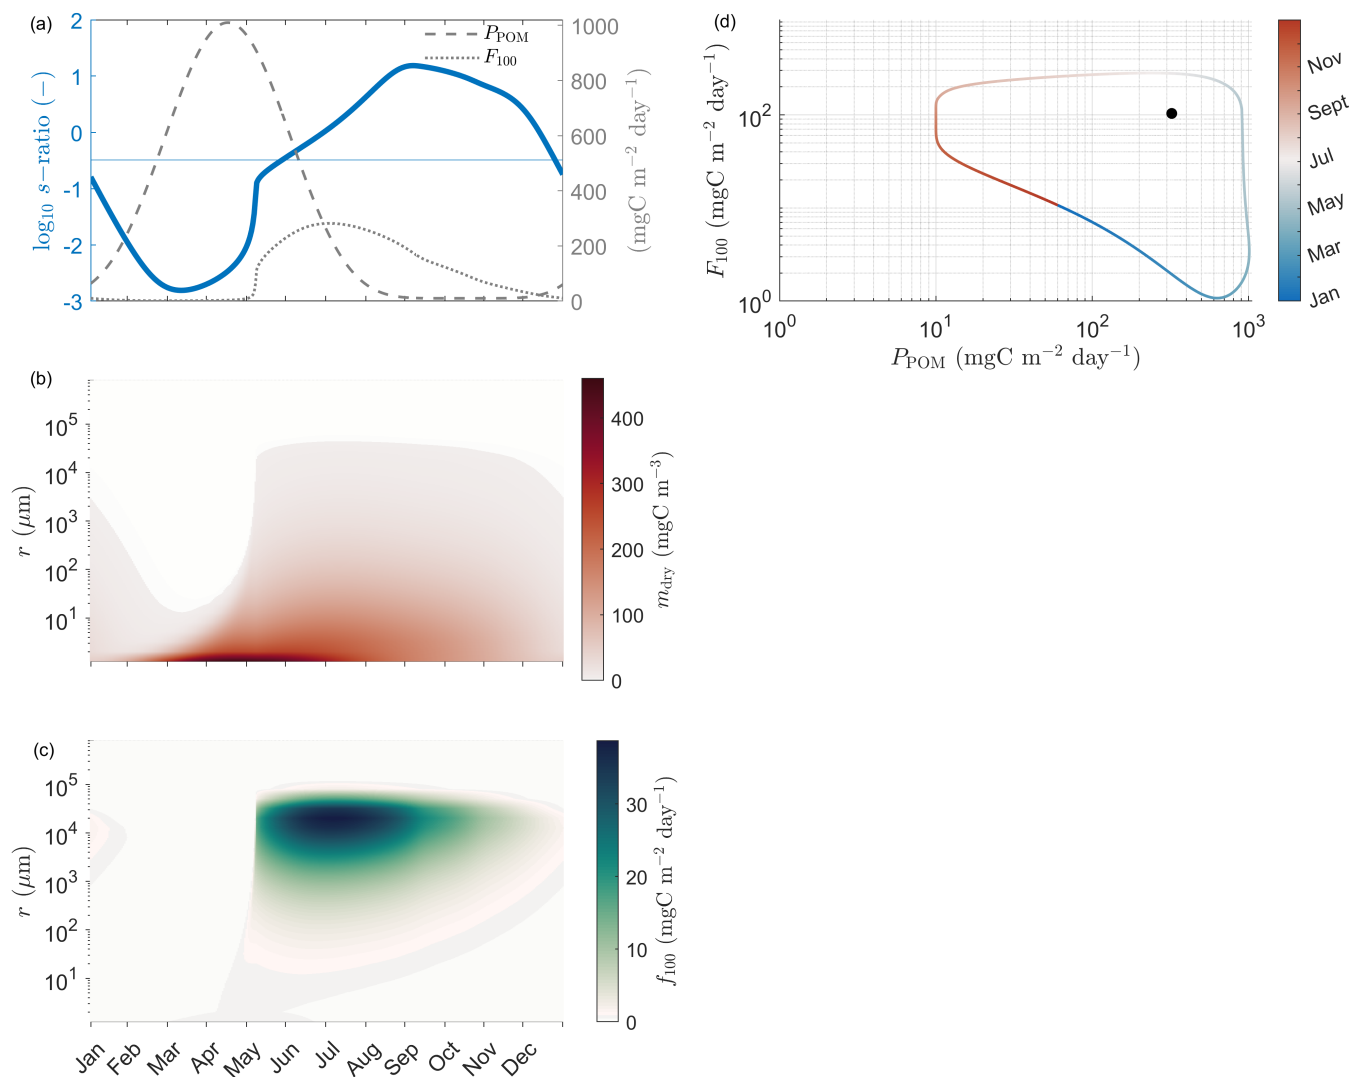 (a)
2
1
0
-1
-2
-3
log₁₀ s−ratio (−)
P_POM
F₁₀₀
1000
800
600
400
200
0
(mgC m⁻² day⁻¹)
(d)
10²
10⁰
F₁₀₀ (mgC m⁻² day⁻¹)
10⁰ 10¹ 10² 10³
P_POM (mgC m⁻² day⁻¹)
Nov
Sept
Jul
May
Mar
Jan
(b)
10⁵
10⁴
10³
10²
10¹
r (μm)
400
300
200
100
0
m_dry (mgC m⁻³)
(c)
10⁵
10⁴
10³
10²
10¹
r (μm)
30
20
10
0
f₁₀₀ (mgC m⁻² day⁻¹)
Jan Feb Mar Apr May Jun Jul Aug Sep Oct Nov Dec